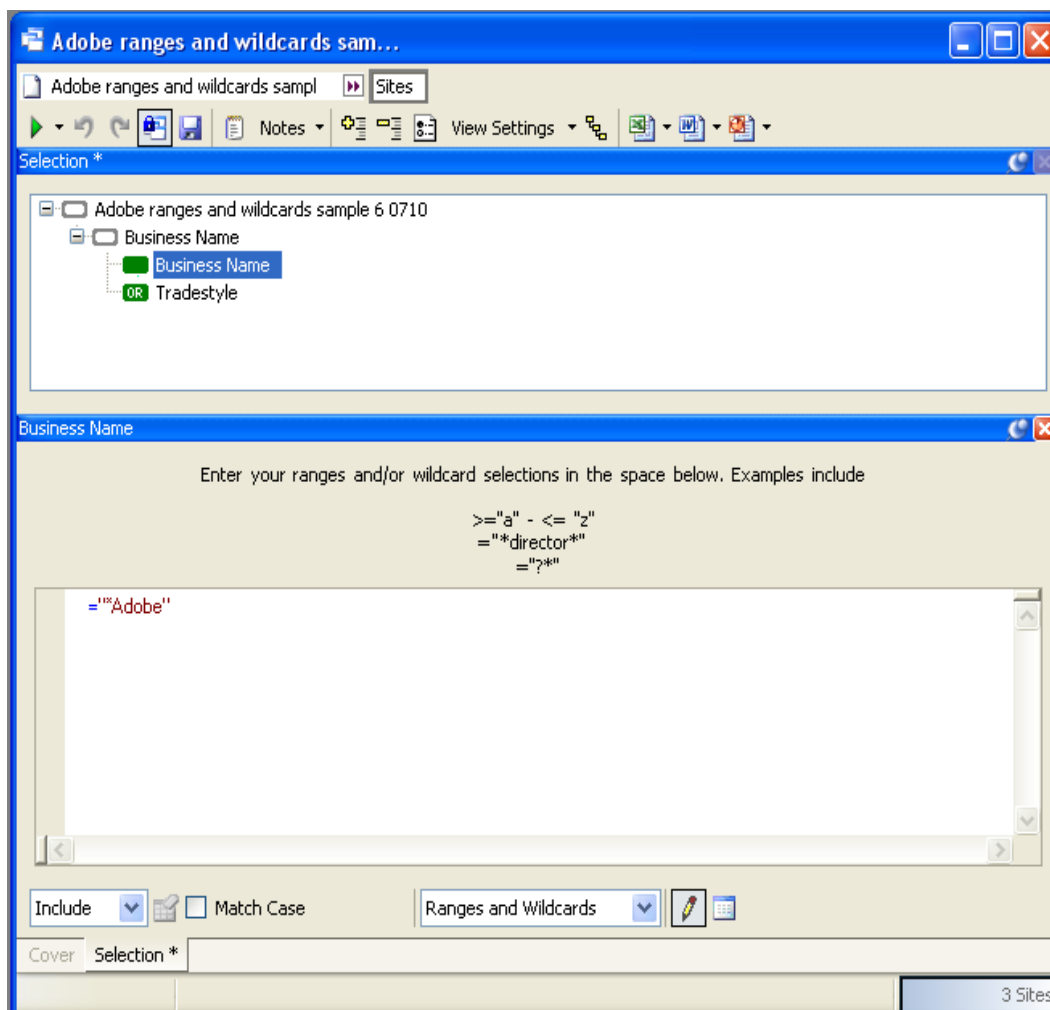 Adobe ranges and wildcards sam...
Adobe ranges and wildcards sampl Sites
Notes View Settings
Selection *
Adobe ranges and wildcards sample 6 0710
Business Name
Business Name
OR Tradestyle
Business Name
Enter your ranges and/or wildcard selections in the space below. Examples include
>="a" - <= "z"
="*director*"
="?*"
="*Adobe"
Include Match Case Ranges and Wildcards
Cover Selection *
3 Sites